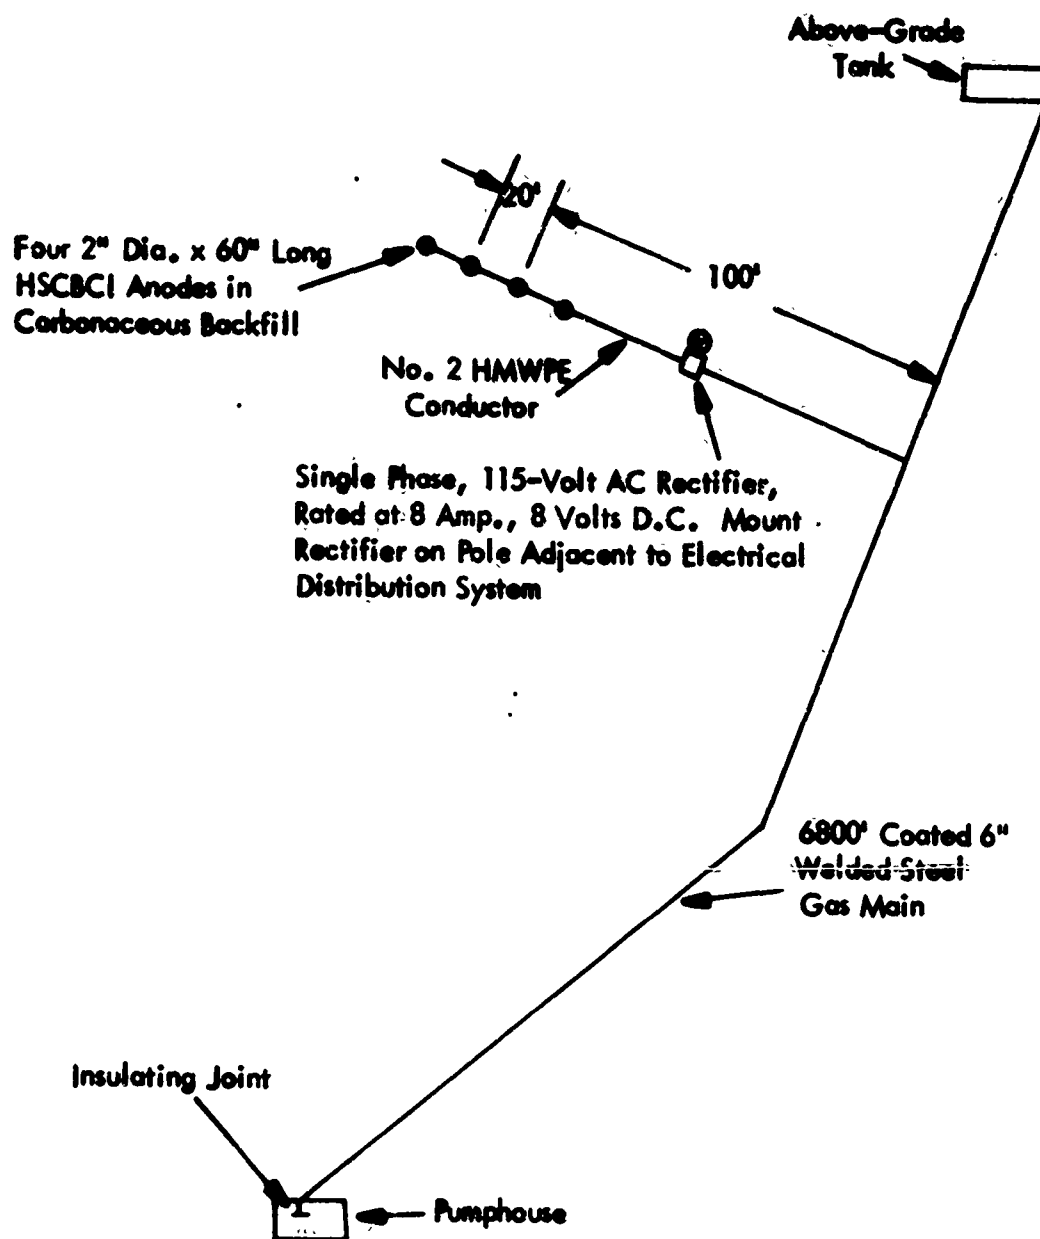 Above-Grade
Tank
20'
100'
Four 2" Dia. x 60" Long
HSCBCI Anodes in
Carbonaceous Backfill
No. 2 HMWPE
Conductor
Single Phase, 115-Volt AC Rectifier,
Rated at 8 Amp., 8 Volts D.C. Mount
Rectifier on Pole Adjacent to Electrical
Distribution System
6800' Coated 6"
Welded Steel
Gas Main
Insulating Joint
Pumphouse